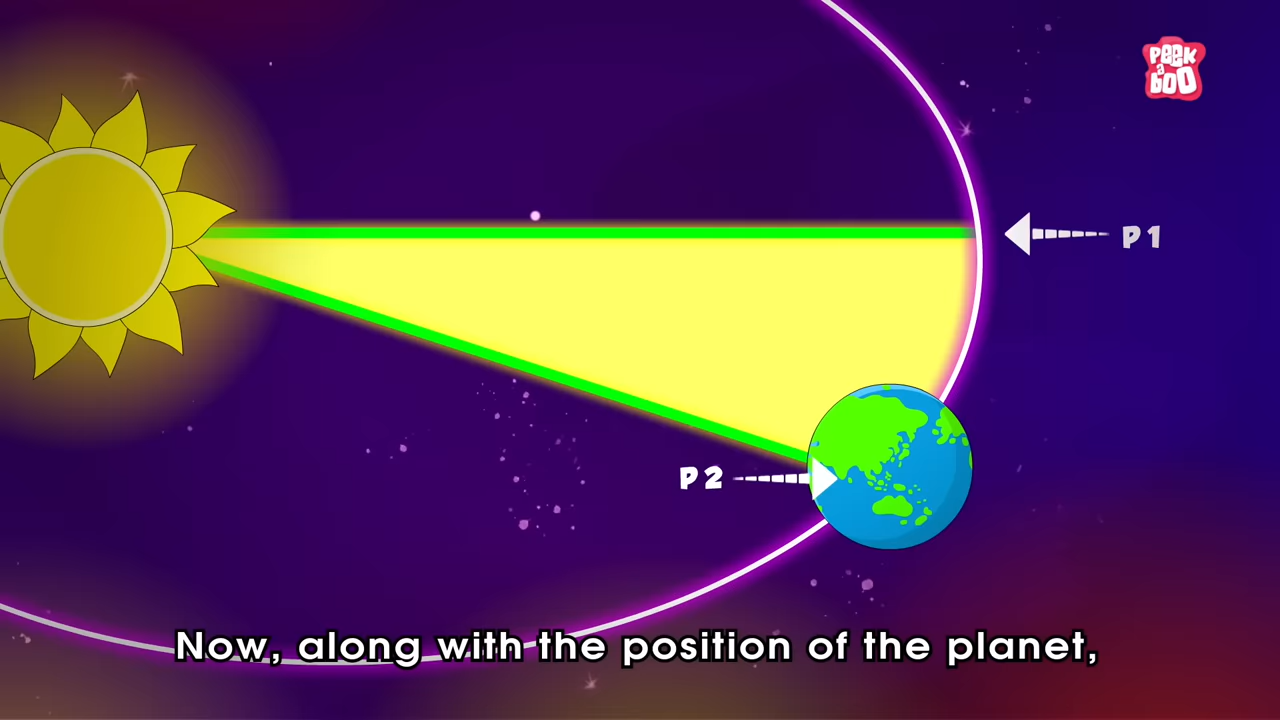 PEEK
a
BOO
P1
P2
Now, along with the position of the planet,